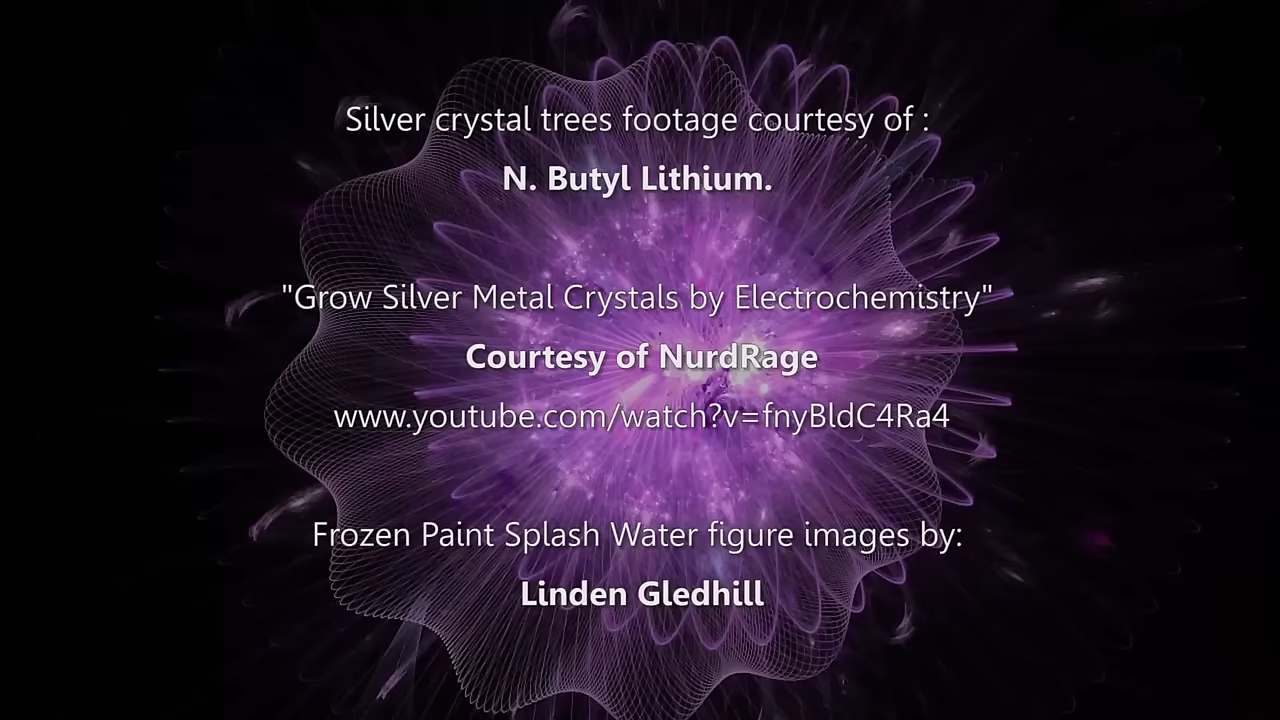 Silver crystal trees footage courtesy of :
N. Butyl Lithium.
"Grow Silver Metal Crystals by Electrochemistry"
Courtesy of NurdRage
www.youtube.com/watch?v=fnyBldC4Ra4
Frozen Paint Splash Water figure images by:
Linden Gledhill